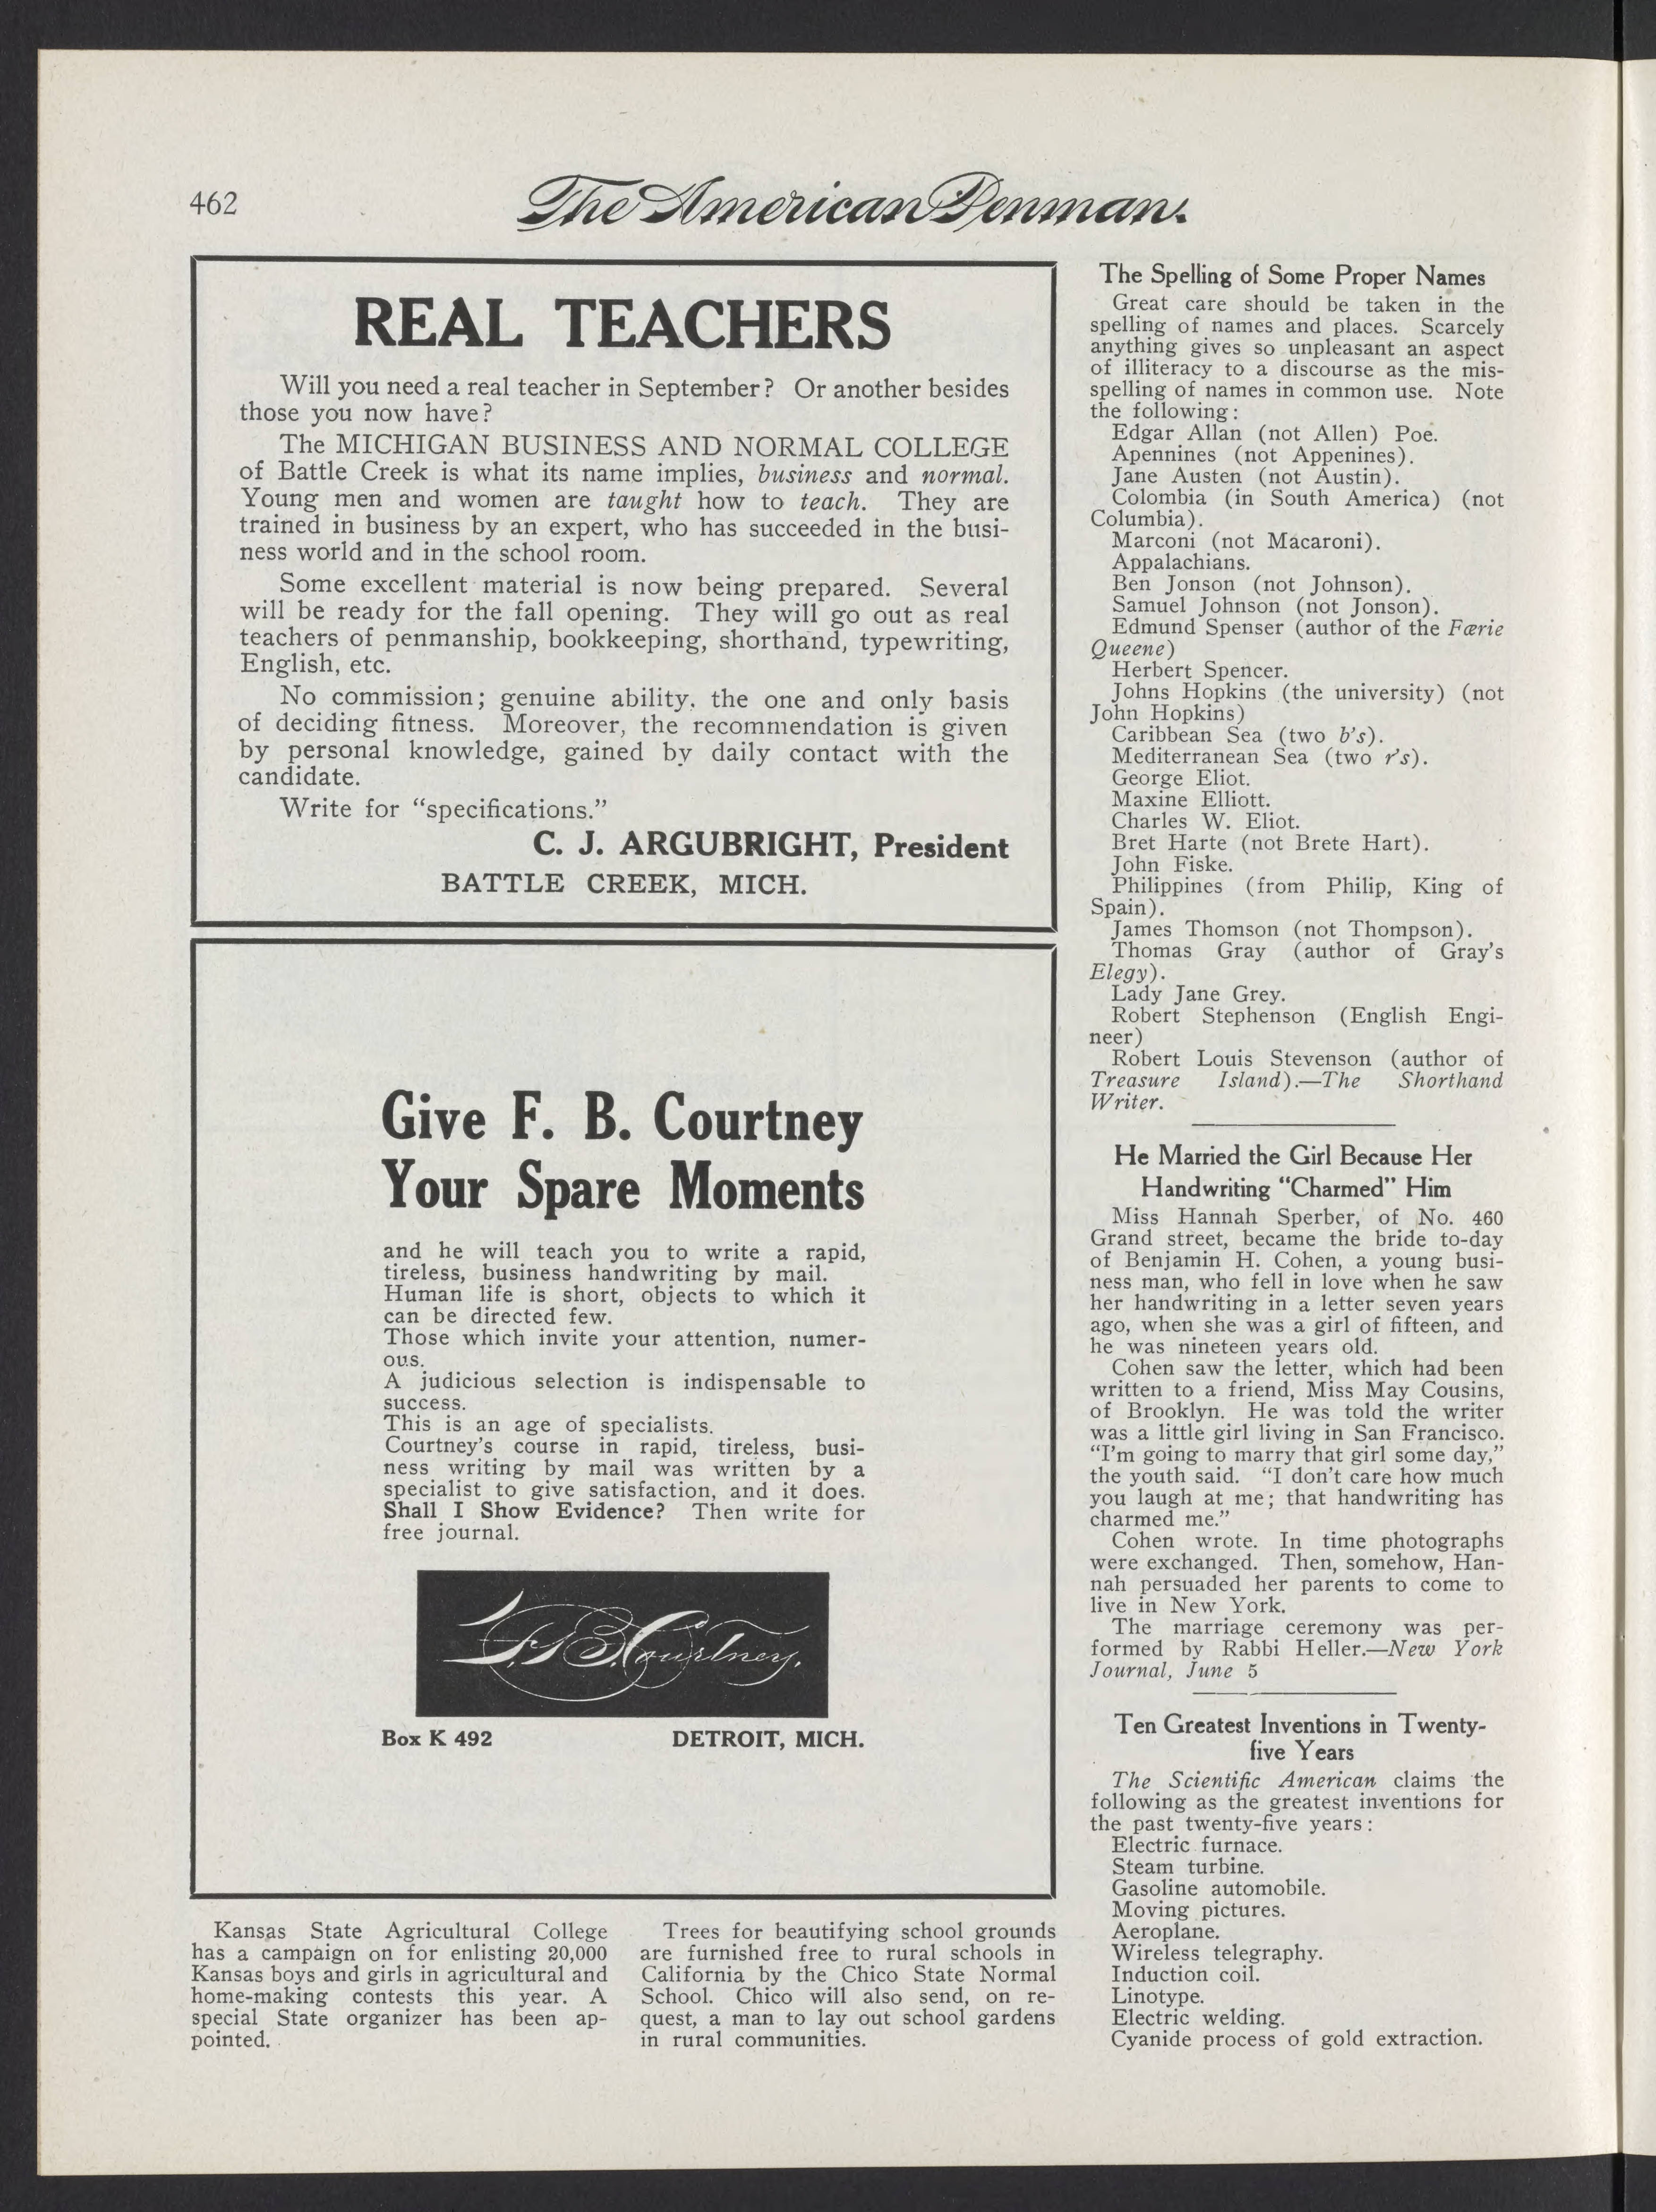 462
The American Penman.
REAL TEACHERS
Will you need a real teacher in September? Or another besides
those you now have?
The MICHIGAN BUSINESS AND NORMAL COLLEGE
of Battle Creek is what its name implies, business and normal.
Young men and women are taught how to teach. They are
trained in business by an expert, who has succeeded in the busi-
ness world and in the school room.
Some excellent material is now being prepared. Several
will be ready for the fall opening. They will go out as real
teachers of penmanship, bookkeeping, shorthand, typewriting,
English, etc.
No commission; genuine ability, the one and only basis
of deciding fitness. Moreover, the recommendation is given
by personal knowledge, gained by daily contact with the
candidate.
Write for “specifications.”
C. J. ARGUBRIGHT, President
BATTLE CREEK, MICH.
Give F. B. Courtney
Your Spare Moments
and he will teach you to write a rapid,
tireless, business handwriting by mail.
Human life is short, objects to which it
can be directed few.
Those which invite your attention, numer-
ous.
A judicious selection is indispensable to
success.
This is an age of specialists.
Courtney’s course in rapid, tireless, busi-
ness writing by mail was written by a
specialist to give satisfaction, and it does.
Shall I Show Evidence? Then write for
free journal.
F. B. Courtney.
Box K 492 DETROIT, MICH.
Kansas State Agricultural College
has a campaign on for enlisting 20,000
Kansas boys and girls in agricultural and
home-making contests this year. A
special State organizer has been ap-
pointed.
Trees for beautifying school grounds
are furnished free to rural schools in
California by the Chico State Normal
School. Chico will also send, on re-
quest, a man to lay out school gardens
in rural communities.
The Spelling of Some Proper Names
Great care should be taken in the
spelling of names and places. Scarcely
anything gives so unpleasant an aspect
of illiteracy to a discourse as the mis-
spelling of names in common use. Note
the following:
Edgar Allan (not Allen) Poe.
Apennines (not Appenines).
Jane Austen (not Austin).
Colombia (in South America) (not
Columbia).
Marconi (not Macaroni).
Appalachians.
Ben Jonson (not Johnson).
Samuel Johnson (not Jonson).
Edmund Spenser (author of the Færie
Queene)
Herbert Spencer.
Johns Hopkins (the university) (not
John Hopkins)
Caribbean Sea (two b’s).
Mediterranean Sea (two r’s).
George Eliot.
Maxine Elliott.
Charles W. Eliot.
Bret Harte (not Brete Hart).
John Fiske.
Philippines (from Philip, King of
Spain).
James Thomson (not Thompson).
Thomas Gray (author of Gray’s
Elegy).
Lady Jane Grey.
Robert Stephenson (English Engi-
neer)
Robert Louis Stevenson (author of
Treasure Island).—The Shorthand
Writer.
He Married the Girl Because Her
Handwriting “Charmed” Him
Miss Hannah Sperber, of No. 460
Grand street, became the bride to-day
of Benjamin H. Cohen, a young busi-
ness man, who fell in love when he saw
her handwriting in a letter seven years
ago, when she was a girl of fifteen, and
he was nineteen years old.
Cohen saw the letter, which had been
written to a friend, Miss May Cousins,
of Brooklyn. He was told the writer
was a little girl living in San Francisco.
“I’m going to marry that girl some day,”
the youth said. “I don’t care how much
you laugh at me; that handwriting has
charmed me.”
Cohen wrote. In time photographs
were exchanged. Then, somehow, Han-
nah persuaded her parents to come to
live in New York.
The marriage ceremony was per-
formed by Rabbi Heller.—New York
Journal, June 5
Ten Greatest Inventions in Twenty-
five Years
The Scientific American claims the
following as the greatest inventions for
the past twenty-five years:
Electric furnace.
Steam turbine.
Gasoline automobile.
Moving pictures.
Aeroplane.
Wireless telegraphy.
Induction coil.
Linotype.
Electric welding.
Cyanide process of gold extraction.